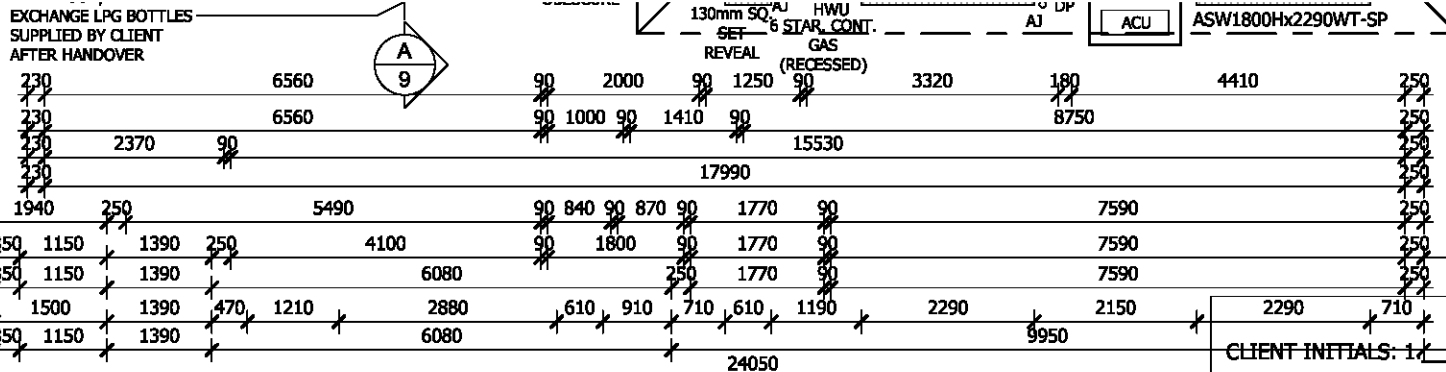 EXCHANGE LPG BOTTLES
SUPPLIED BY CLIENT
AFTER HANDOVER
A
9
130mm SQ.
SET
REVEAL
AJ HWU
6 STAR. CONT.
GAS
(RECESSED)
DP
AJ
ACU
ASW1800Hx2290WT-SP
230 6560 90 2000 90 1250 90 3320 180 4410 250
230 6560 90 1000 90 1410 90 8750 250
230 2370 90 15530 250
230 17990 250
1940 250 5490 90 840 90 870 90 1770 90 7590 250
1150 1390 250 4100 90 1800 90 1770 90 7590 250
1150 1390 6080 250 1770 90 7590 250
1500 1390 470 1210 2880 610 910 710 610 1190 2290 2150 2290 710
1150 1390 6080 9950
24050
CLIENT INITIALS: 1.